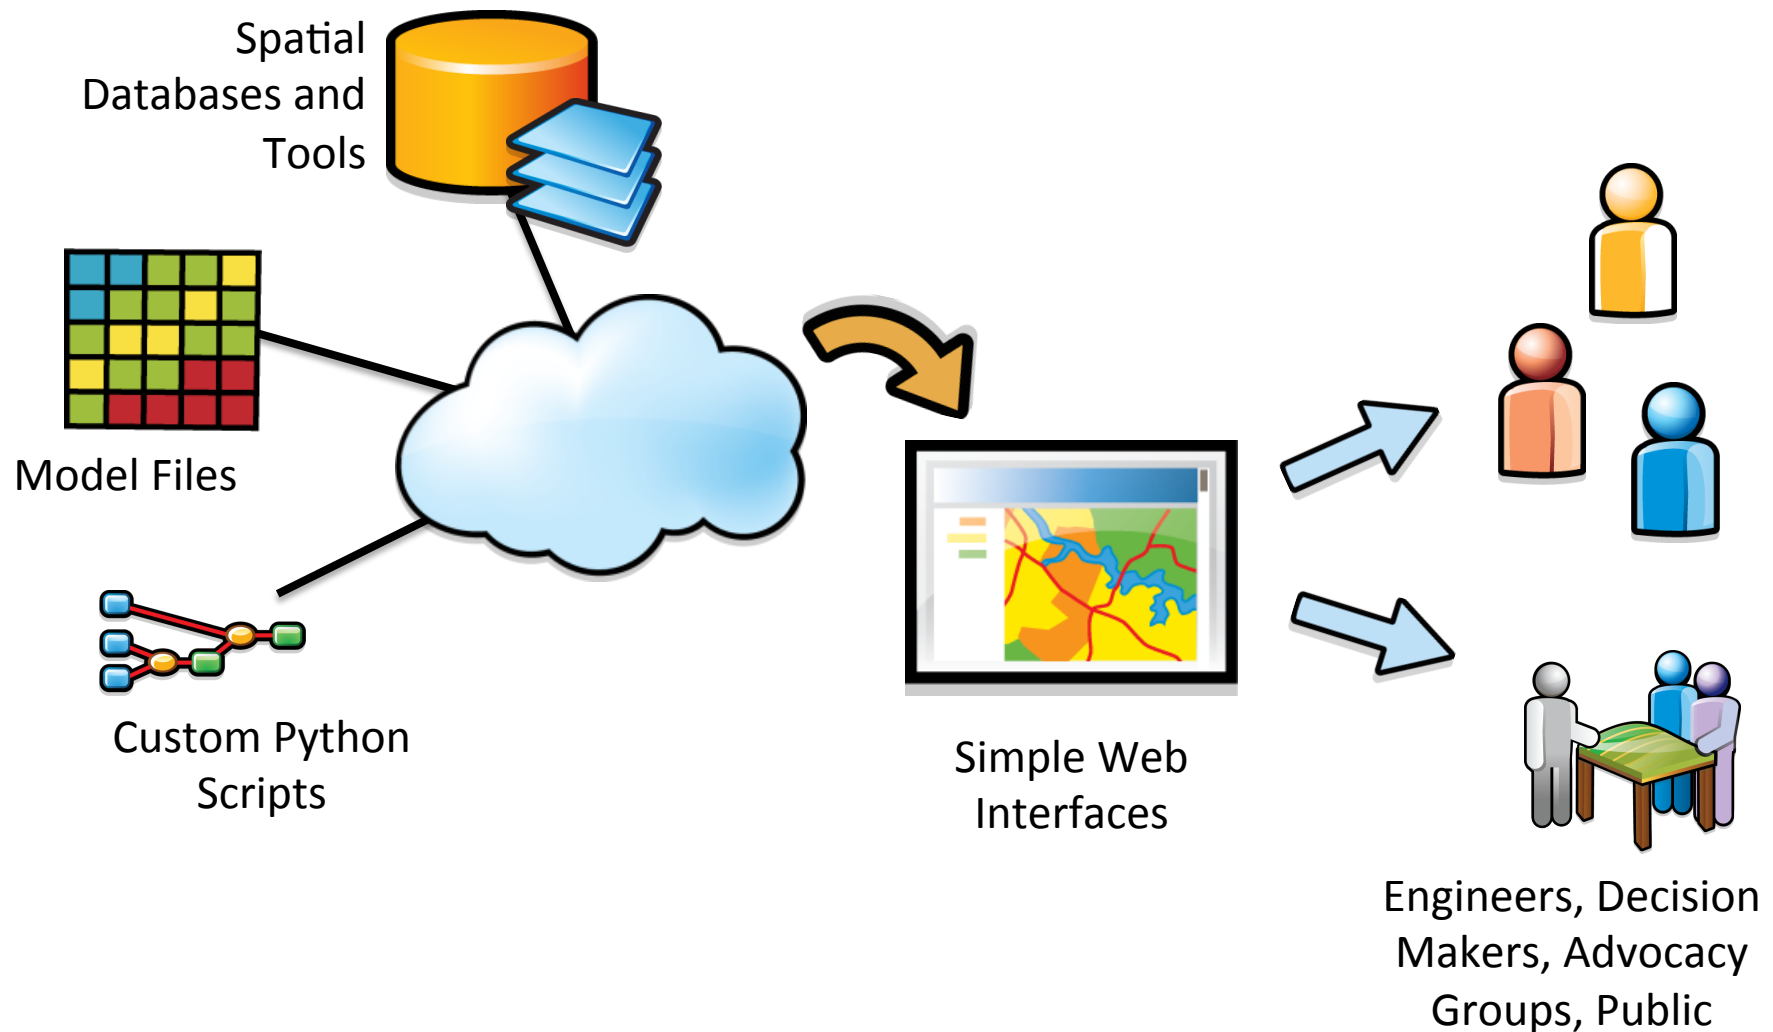 Spatial
Databases and
Tools
Model Files
Custom Python
Scripts
Simple Web
Interfaces
Engineers, Decision
Makers, Advocacy
Groups, Public